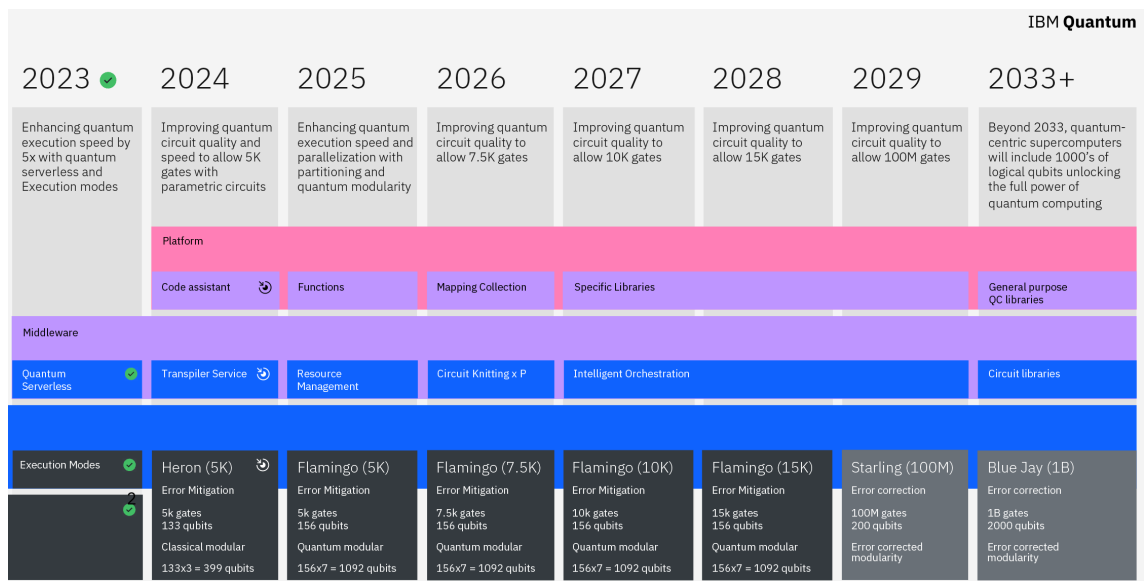 IBM Quantum
2023
2024
2025
2026
2027
2028
2029
2033+
Enhancing quantum
execution speed by
5x with quantum
serverless and
Execution modes
Improving quantum
circuit quality and
speed to allow 5K
gates with
parametric circuits
Enhancing quantum
execution speed and
parallelization with
partitioning and
quantum modularity
Improving quantum
circuit quality to
allow 7.5K gates
Improving quantum
circuit quality to
allow 10K gates
Improving quantum
circuit quality to
allow 15K gates
Improving quantum
circuit quality to
allow 100M gates
Beyond 2033, quantum-
centric supercomputers
will include 1000's of
logical qubits unlocking
the full power of
quantum computing
Platform
Code assistant
Functions
Mapping Collection
Specific Libraries
General purpose
QC libraries
Middleware
Quantum
Serverless
Transpiler Service
Resource
Management
Circuit Knitting x P
Intelligent Orchestration
Circuit libraries
Execution Modes
2
Heron (5K)
Error Mitigation
5k gates
133 qubits
Classical modular
133x3 = 399 qubits
Flamingo (5K)
Error Mitigation
5k gates
156 qubits
Quantum modular
156x7 = 1092 qubits
Flamingo (7.5K)
Error Mitigation
7.5k gates
156 qubits
Quantum modular
156x7 = 1092 qubits
Flamingo (10K)
Error Mitigation
10k gates
156 qubits
Quantum modular
156x7 = 1092 qubits
Flamingo (15K)
Error Mitigation
15k gates
156 qubits
Quantum modular
156x7 = 1092 qubits
Starling (100M)
Error correction
100M gates
200 qubits
Error corrected
modularity
Blue Jay (1B)
Error correction
1B gates
2000 qubits
Error corrected
modularity